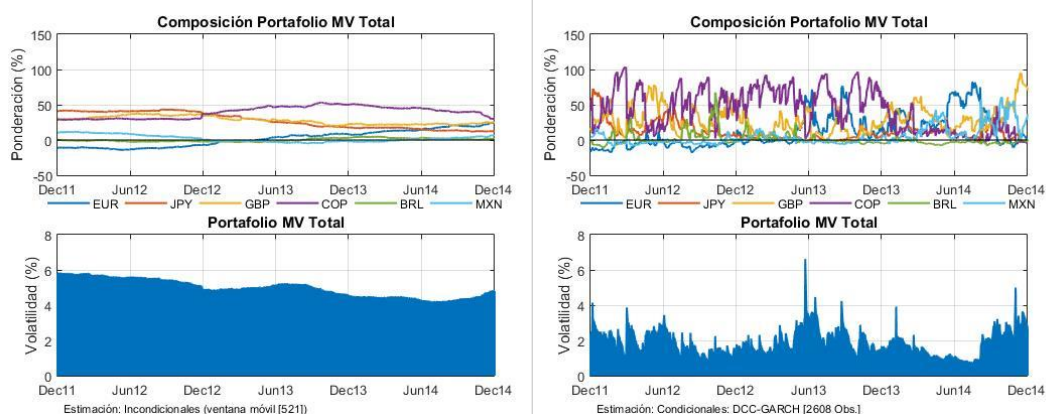 Composición Portafolio MV Total
Ponderación (%)
150
100
50
0
-50
Dec11 Jun12 Dec12 Jun13 Dec13 Jun14 Dec14
EUR JPY GBP COP BRL MXN
Portafolio MV Total
Volatilidad (%)
8
6
4
2
0
Dec11 Jun12 Dec12 Jun13 Dec13 Jun14 Dec14
Estimación: Incondicionales (ventana móvil [521])
Composición Portafolio MV Total
Ponderación (%)
150
100
50
0
-50
Dec11 Jun12 Dec12 Jun13 Dec13 Jun14 Dec14
EUR JPY GBP COP BRL MXN
Portafolio MV Total
Volatilidad (%)
8
6
4
2
0
Dec11 Jun12 Dec12 Jun13 Dec13 Jun14 Dec14
Estimación: Condicionales: DCC-GARCH [2608 Obs.]